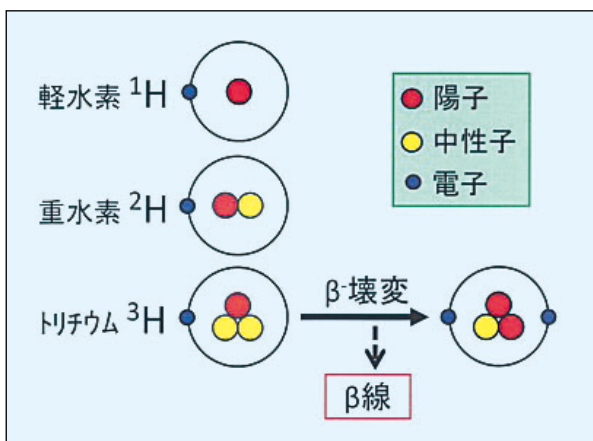 軽水素 ¹H
重水素 ²H
トリチウム ³H
陽子
中性子
電子
β⁻壊変
β線